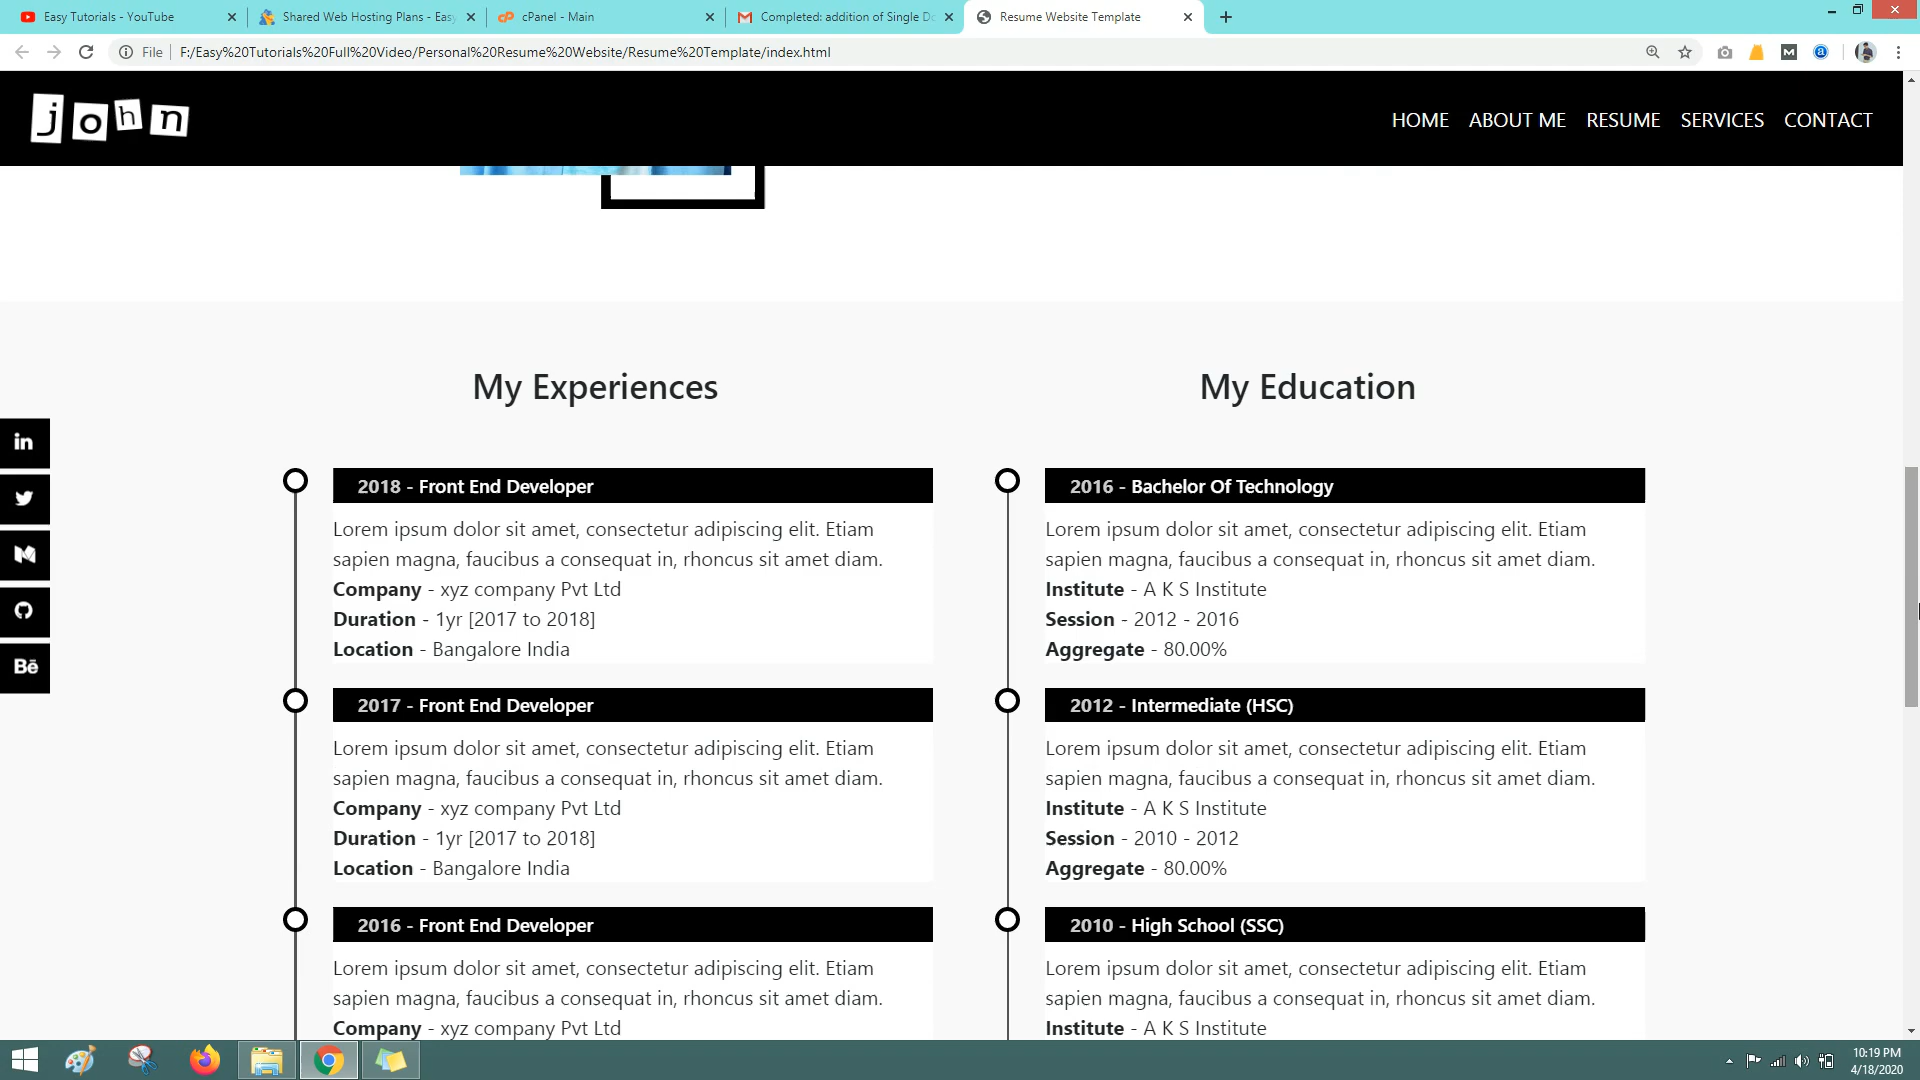 Easy Tutorials - YouTube
Shared Web Hosting Plans - Easy
cPanel - Main
Completed: addition of Single Do
Resume Website Template
File
F:/Easy%20Tutorials%20Full%20Video/Personal%20Resume%20Website/Resume%20Template/index.html
john
HOME ABOUT ME RESUME SERVICES CONTACT
My Experiences
2018 - Front End Developer
Lorem ipsum dolor sit amet, consectetur adipiscing elit. Etiam
sapien magna, faucibus a consequat in, rhoncus sit amet diam.
Company - xyz company Pvt Ltd
Duration - 1yr [2017 to 2018]
Location - Bangalore India
2017 - Front End Developer
Lorem ipsum dolor sit amet, consectetur adipiscing elit. Etiam
sapien magna, faucibus a consequat in, rhoncus sit amet diam.
Company - xyz company Pvt Ltd
Duration - 1yr [2017 to 2018]
Location - Bangalore India
2016 - Front End Developer
Lorem ipsum dolor sit amet, consectetur adipiscing elit. Etiam
sapien magna, faucibus a consequat in, rhoncus sit amet diam.
Company - xyz company Pvt Ltd
My Education
2016 - Bachelor Of Technology
Lorem ipsum dolor sit amet, consectetur adipiscing elit. Etiam
sapien magna, faucibus a consequat in, rhoncus sit amet diam.
Institute - A K S Institute
Session - 2012 - 2016
Aggregate - 80.00%
2012 - Intermediate (HSC)
Lorem ipsum dolor sit amet, consectetur adipiscing elit. Etiam
sapien magna, faucibus a consequat in, rhoncus sit amet diam.
Institute - A K S Institute
Session - 2010 - 2012
Aggregate - 80.00%
2010 - High School (SSC)
Lorem ipsum dolor sit amet, consectetur adipiscing elit. Etiam
sapien magna, faucibus a consequat in, rhoncus sit amet diam.
Institute - A K S Institute
in
Bē
10:19 PM
4/18/2020